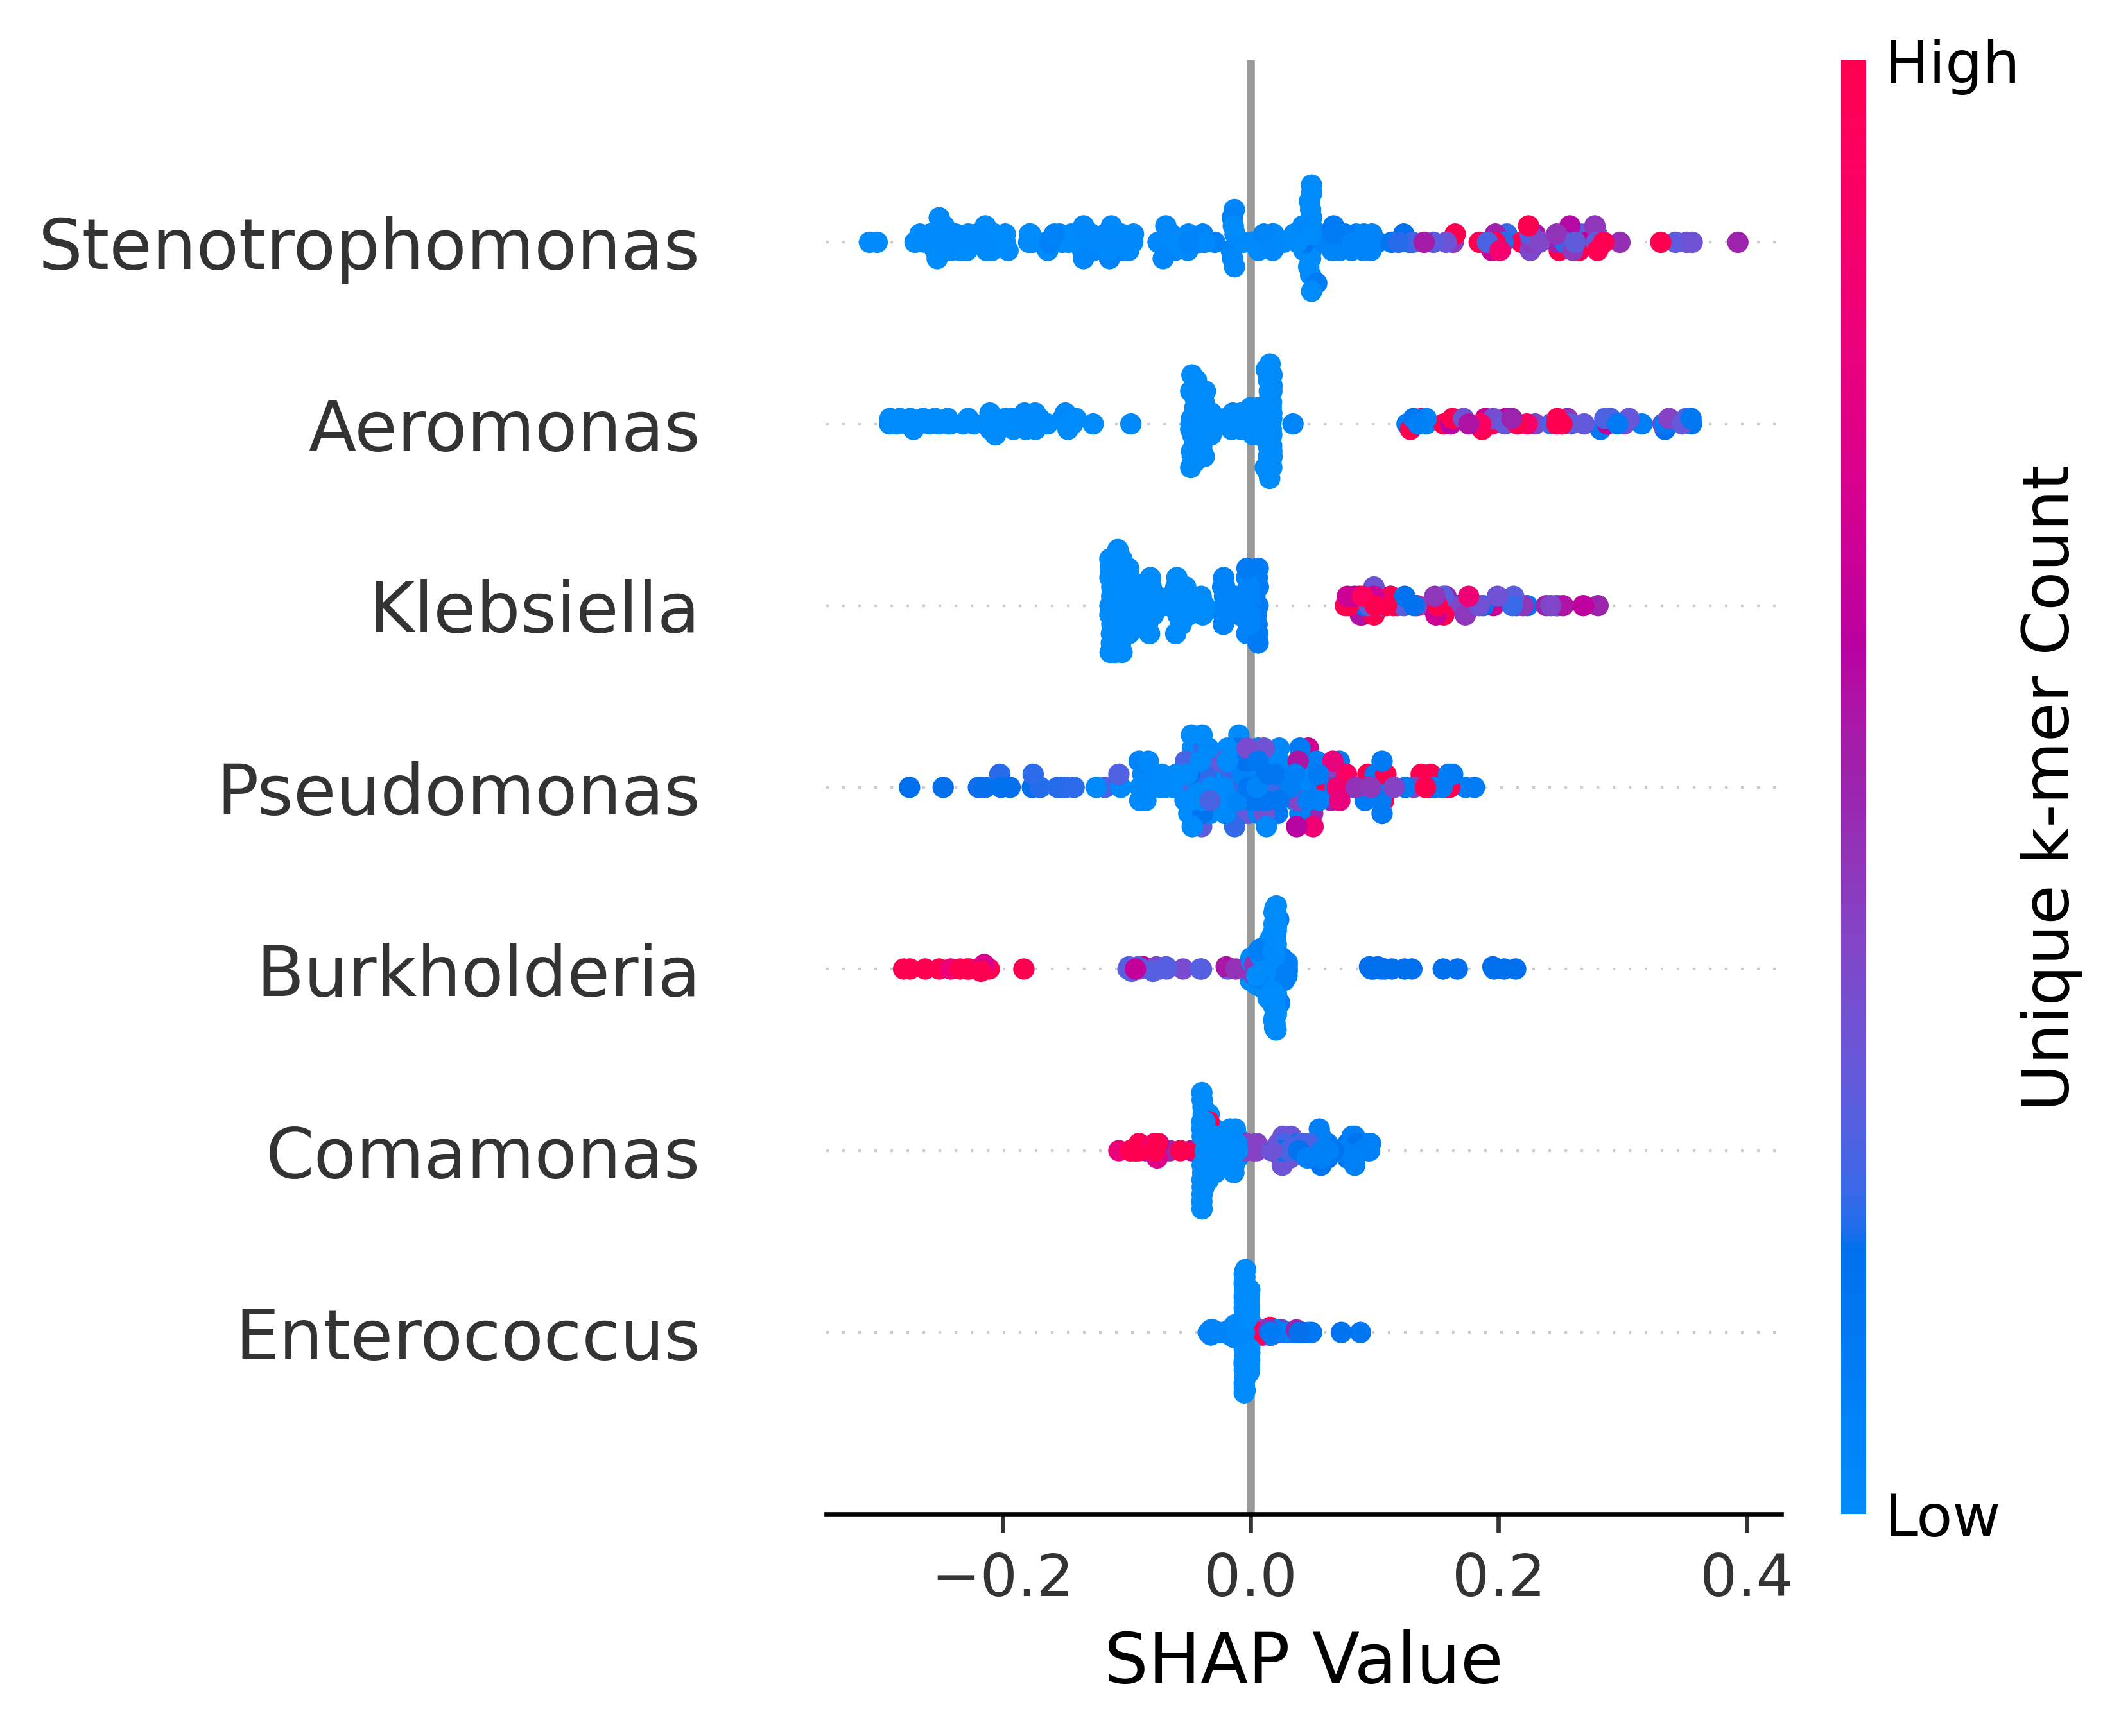 High
Stenotrophomonas
Aeromonas
Klebsiella
Pseudomonas
Burkholderia
Comamonas
Enterococcus
Unique k-mer Count
Low
−0.2 0.0 0.2 0.4
SHAP Value